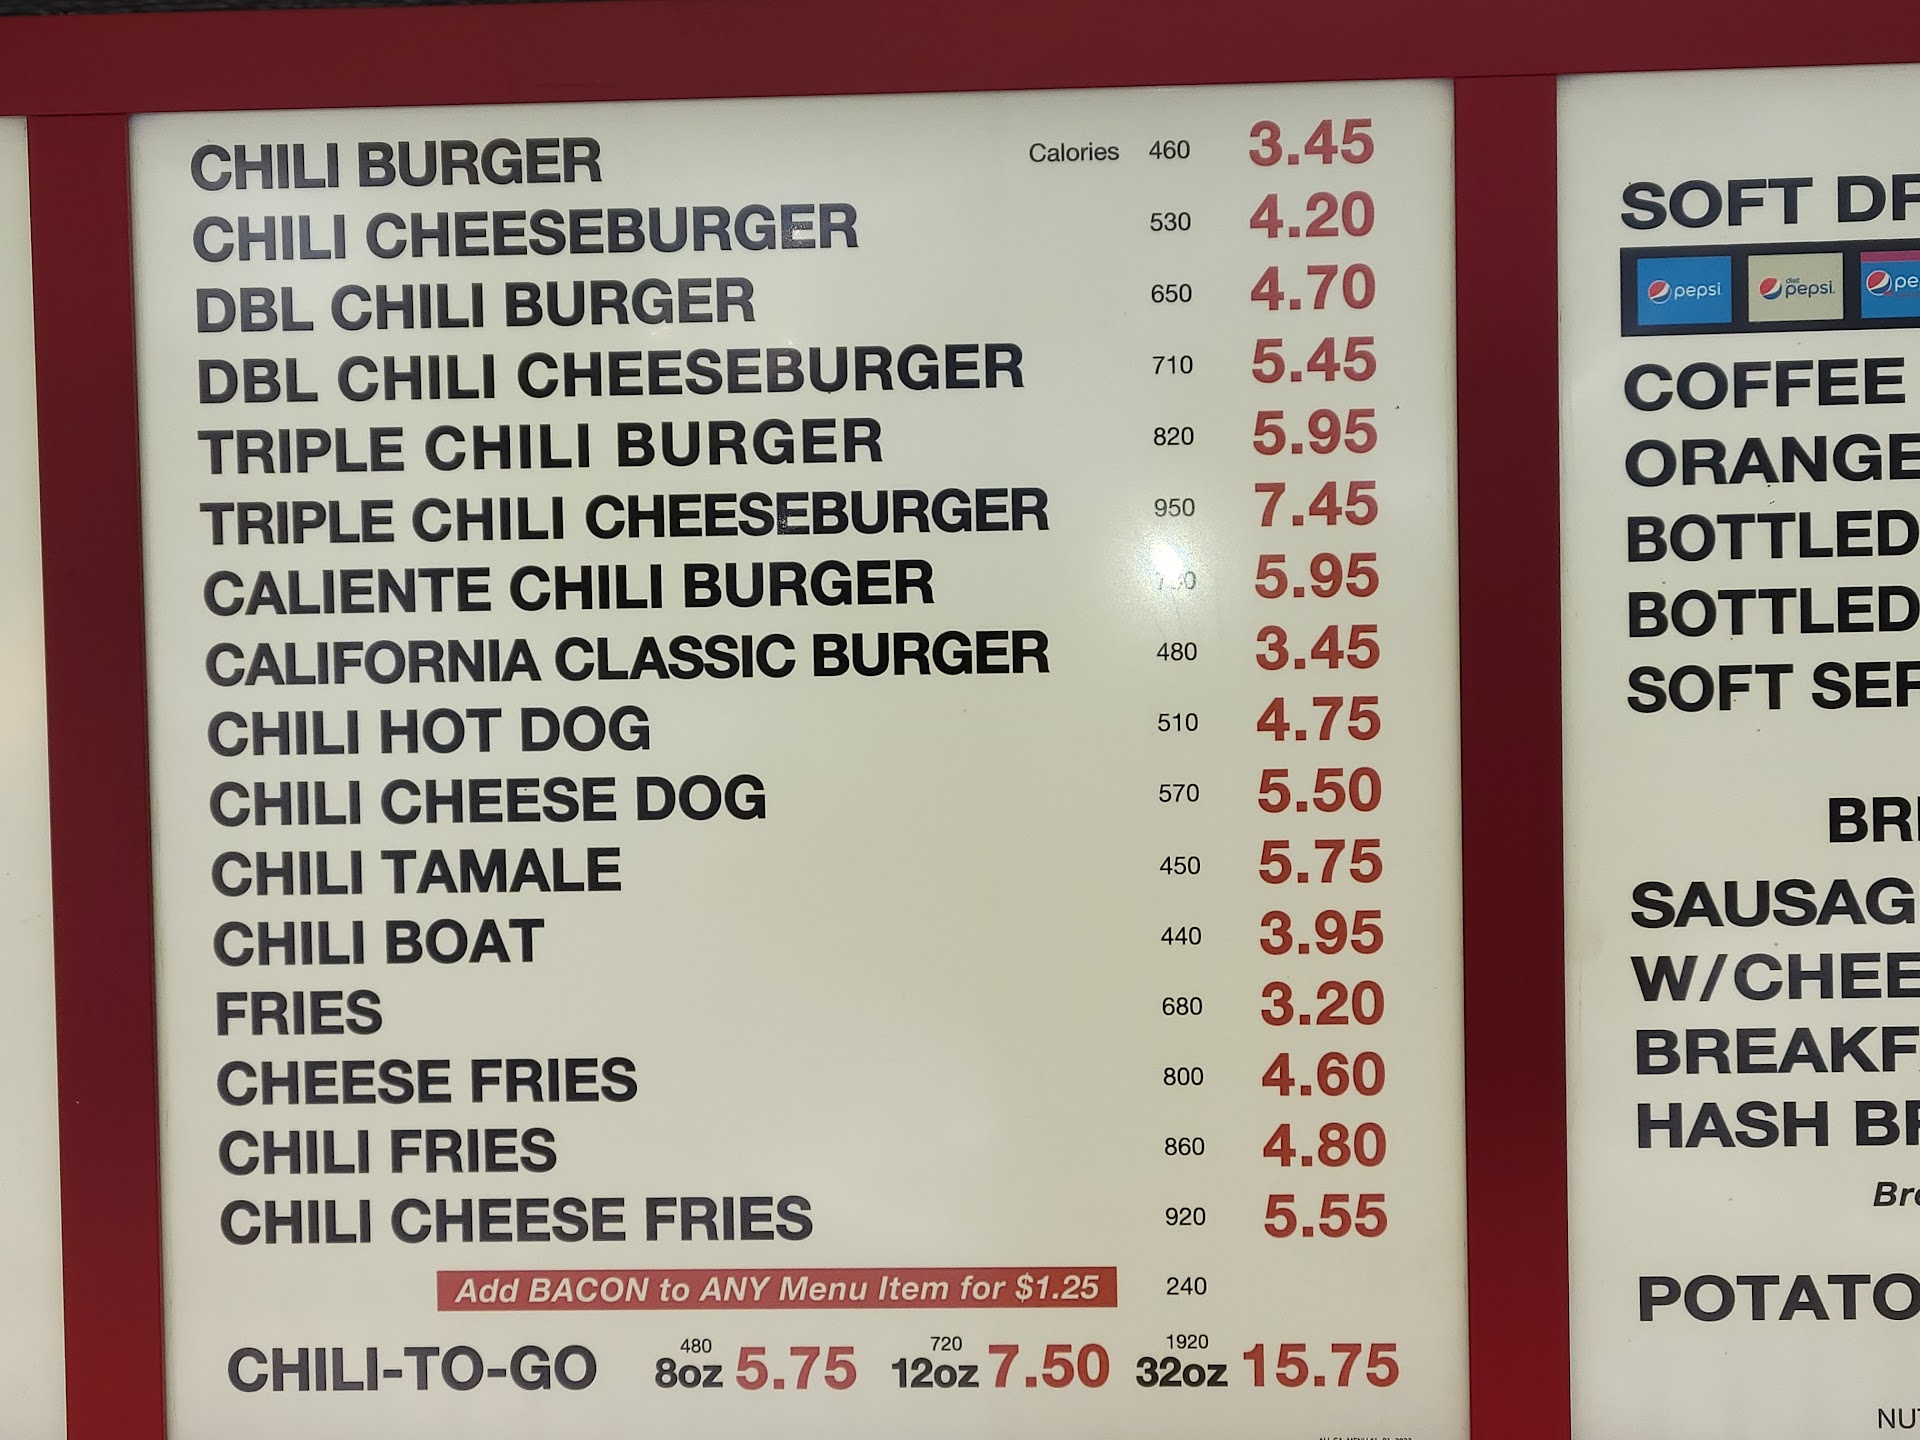 CHILI BURGER Calories 460 3.45
CHILI CHEESEBURGER 530 4.20
DBL CHILI BURGER 650 4.70
DBL CHILI CHEESEBURGER 710 5.45
TRIPLE CHILI BURGER 820 5.95
TRIPLE CHILI CHEESEBURGER 950 7.45
CALIENTE CHILI BURGER 5.95
CALIFORNIA CLASSIC BURGER 480 3.45
CHILI HOT DOG 510 4.75
CHILI CHEESE DOG 570 5.50
CHILI TAMALE 450 5.75
CHILI BOAT 440 3.95
FRIES 680 3.20
CHEESE FRIES 800 4.60
CHILI FRIES 860 4.80
CHILI CHEESE FRIES 920 5.55
Add BACON to ANY Menu Item for $1.25 240
480 720 1920
CHILI-TO-GO 8oz 5.75 12oz 7.50 32oz 15.75
SOFT DR
pepsi diet pepsi pe
COFFEE
ORANGE
BOTTLED
BOTTLED
SOFT SER
BRE
SAUSAG
W/CHEE
BREAKF
HASH BR
Bre
POTATO
NUT